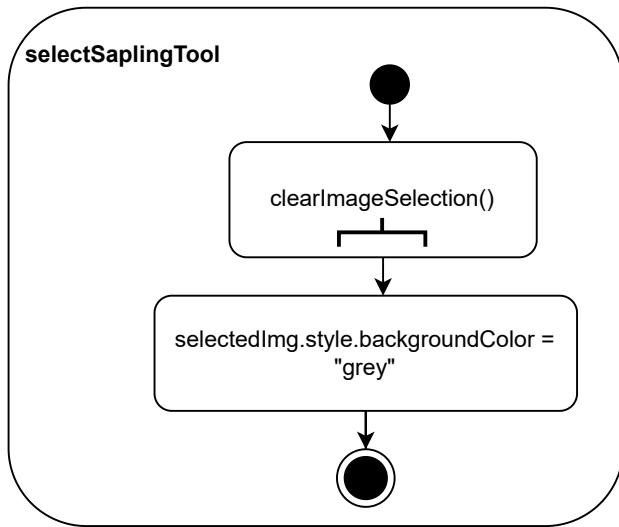 selectSaplingTool
clearImageSelection()
selectedImg.style.backgroundColor =
"grey"